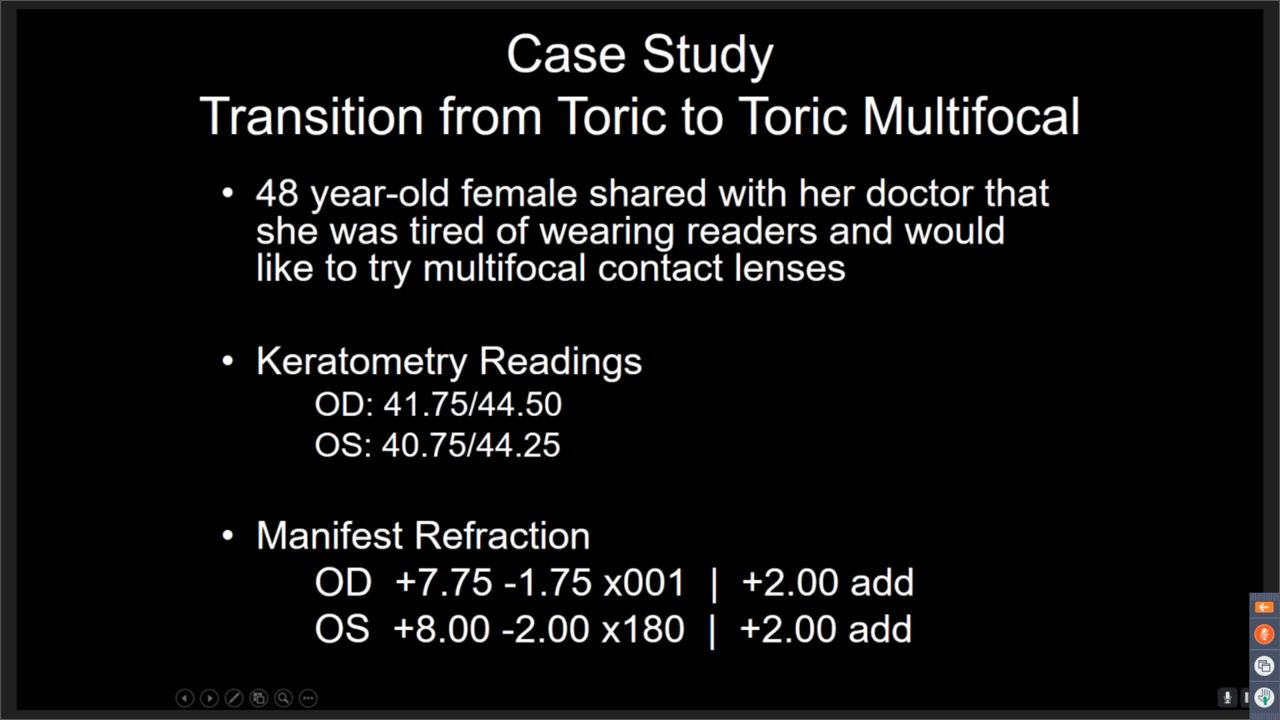 Case Study
Transition from Toric to Toric Multifocal
• 48 year-old female shared with her doctor that
she was tired of wearing readers and would
like to try multifocal contact lenses
• Keratometry Readings
OD: 41.75/44.50
OS: 40.75/44.25
• Manifest Refraction
OD +7.75 -1.75 x001 | +2.00 add
OS +8.00 -2.00 x180 | +2.00 add